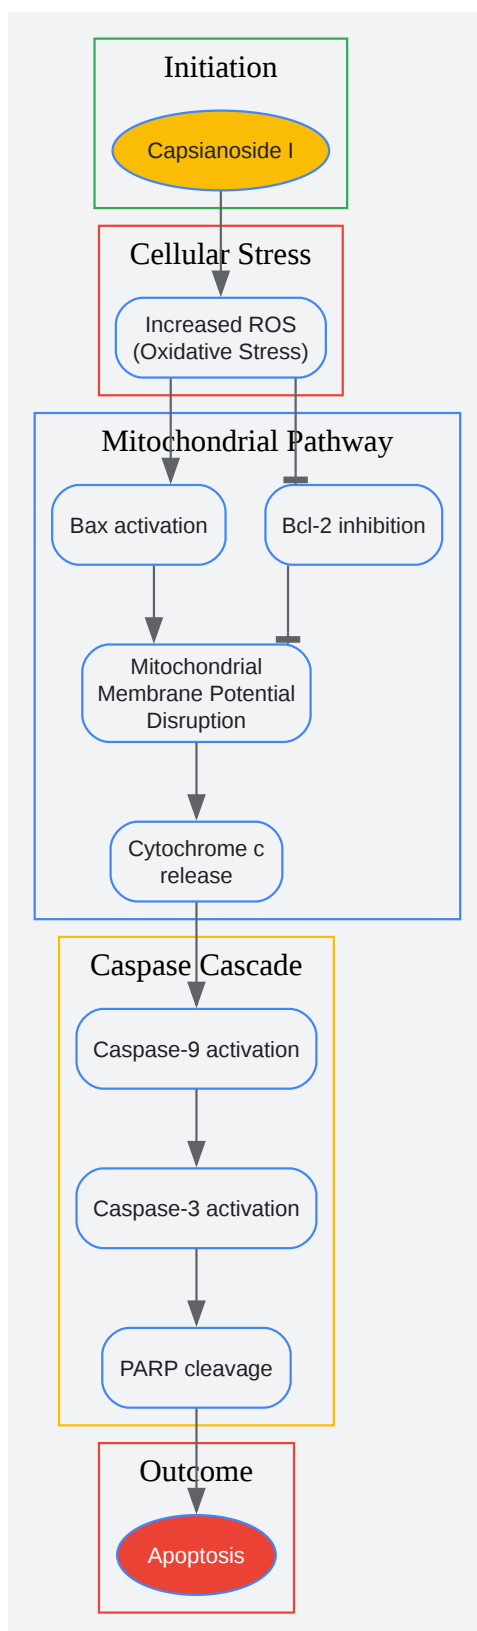 Initiation
Capsianoside I
Cellular Stress
Increased ROS
(Oxidative Stress)
Mitochondrial Pathway
Bax activation
Bcl-2 inhibition
Mitochondrial
Membrane Potential
Disruption
Cytochrome c
release
Caspase Cascade
Caspase-9 activation
Caspase-3 activation
PARP cleavage
Outcome
Apoptosis